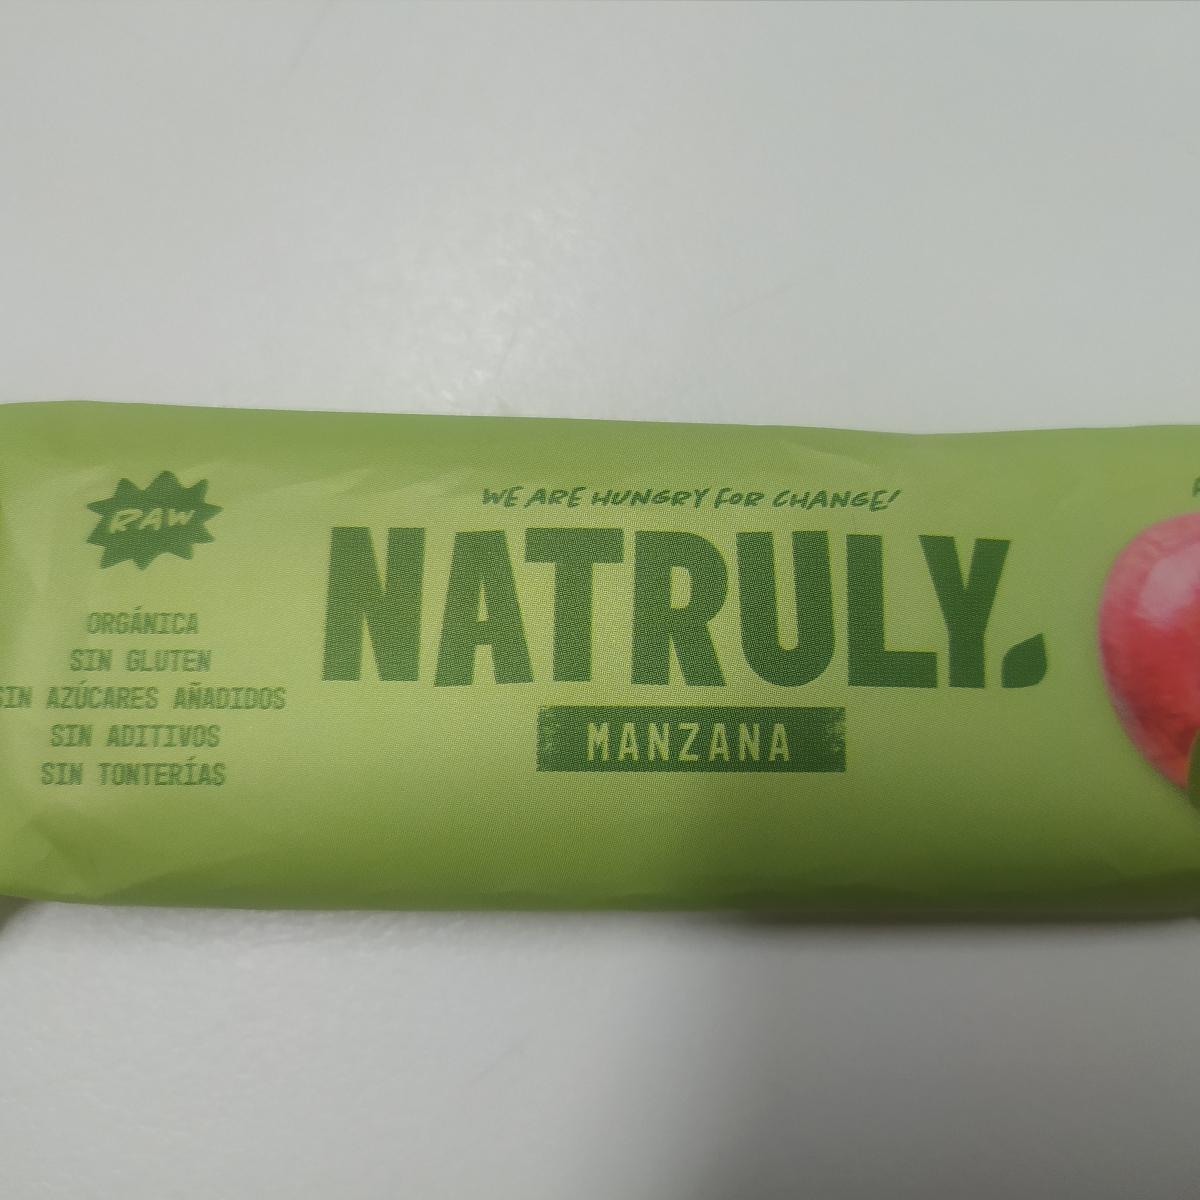 RAW
ORGÁNICA
SIN GLUTEN
SIN AZÚCARES AÑADIDOS
SIN ADITIVOS
SIN TONTERÍAS
WE ARE HUNGRY FOR CHANGE!
NATRULY.
MANZANA